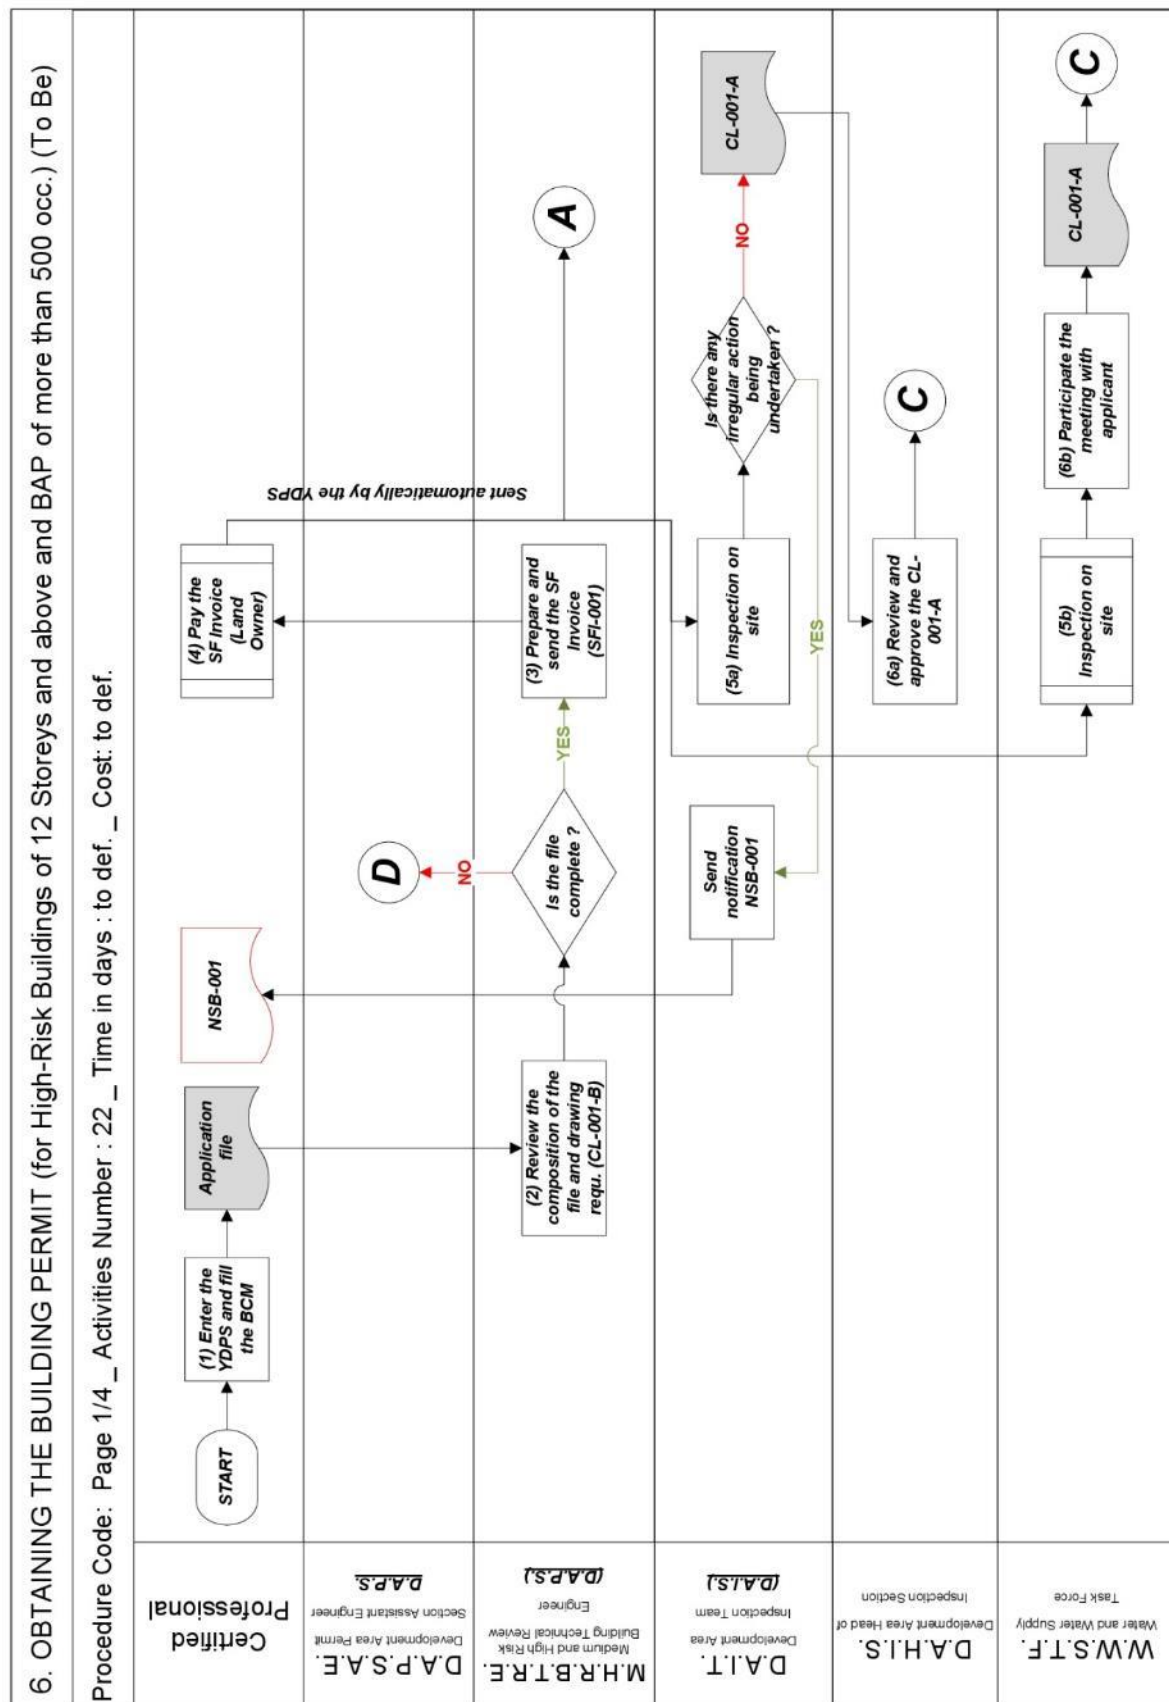 6. OBTAINING THE BUILDING PERMIT (for High-Risk Buildings of 12 Storeys and above and BAP of more than 500 occ.) (To Be)
Procedure Code: Page 1/4 _ Activities Number : 22 _ Time in days : to def. _ Cost: to def.
Certified
Professional
START
(1) Enter the
YDPS and fill
the BCM
Application
file
NSB-001
(4) Pay the
SF Invoice
(Land
Owner)
D.A.P.S.A.E
Development Area Permit
Section Assistant Engineer
D.A.P.S.
D
Sent automatically by the YDPS
M.H.R.B.T.R.E.
Medium and High Risk
Building Technical Review
Engineer
(D.A.P.S.)
(2) Review the
composition of the
file and drawing
requ. (CL-001-B)
Is the file
complete ?
NO
YES
(3) Prepare and
send the SF
Invoice
(SFI-001)
A
D.A.I.T.
Development Area
Inspection Team
(D.A.I.S.)
Send
notification
NSB-001
(5a) Inspection on
site
Is there any
irregular action
being
undertaken ?
NO
YES
CL-001-A
D.A.H.I.S.
Development Area Head of
Inspection Section
(6a) Review and
approve the CL-
001-A
C
W.W.S.T.F.
Water and Water Supply
Task Force
(5b)
Inspection on
site
(6b) Participate the
meeting with
applicant
CL-001-A
C